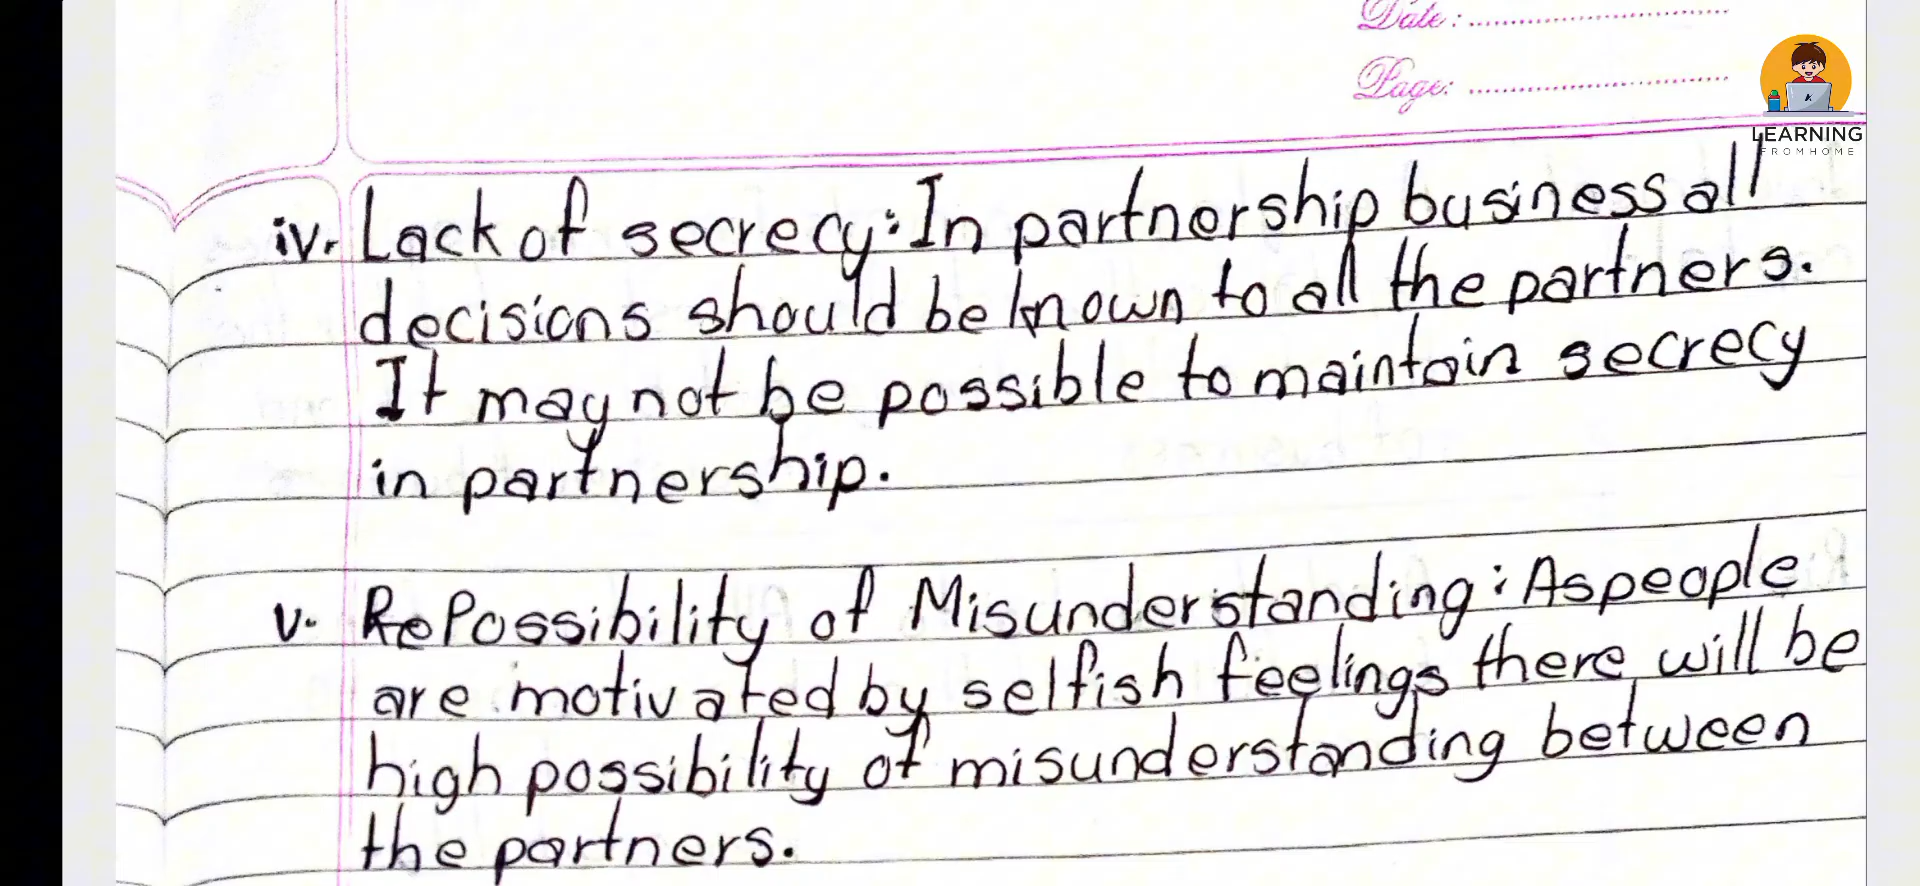 Date: ..............................
Page: ..............................
LEARNING
FROMHOME
iv. Lack of secrecy: In partnership business all
decisions should be known to all the partners.
It may not be possible to maintain secrecy
in partnership.
v. Re Possibility of Misunderstanding: As people
are motivated by selfish feelings there will be
high possibility of misunderstanding between
the partners.